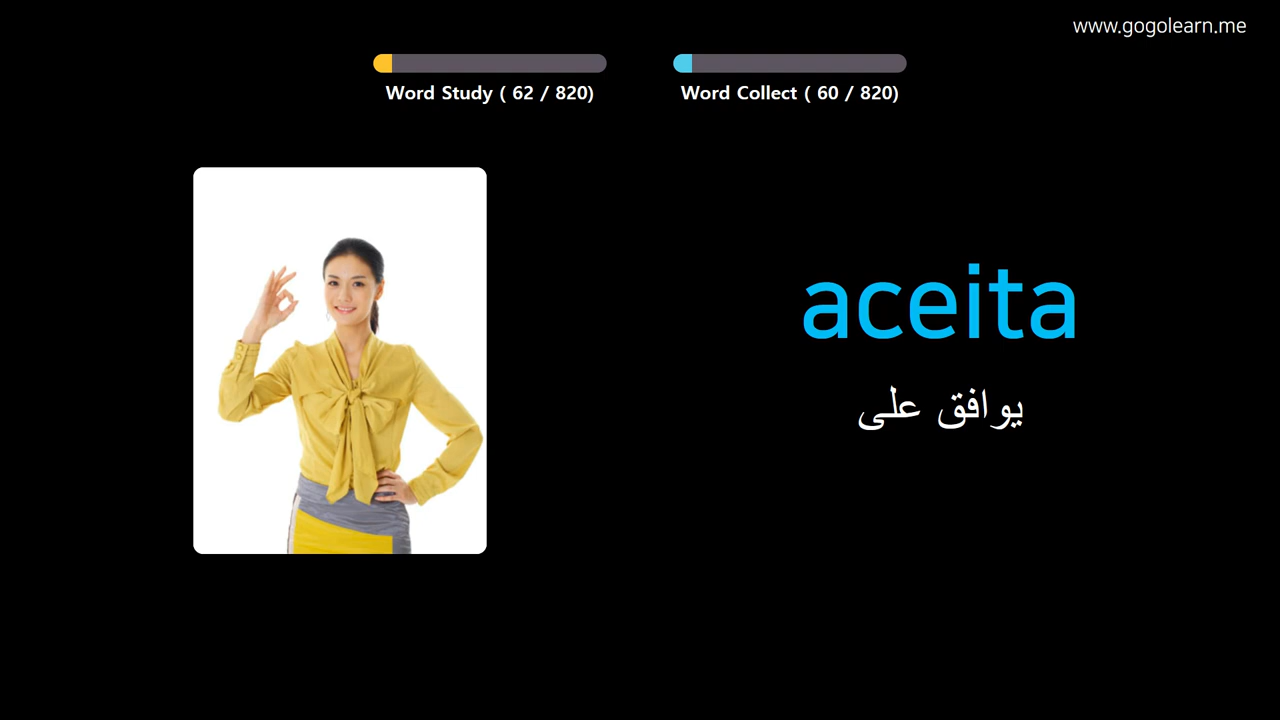 www.gogolearn.me
Word Study ( 62 / 820)
Word Collect ( 60 / 820)
aceita
يوافق على